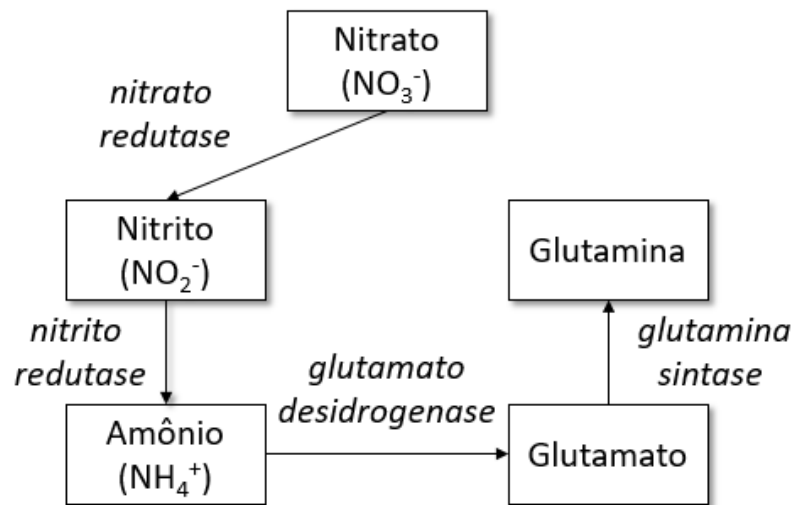 Nitrato
(NO₃⁻)
nitrato
redutase
Nitrito
(NO₂⁻)
nitrito
redutase
Amônio
(NH₄⁺)
glutamato
desidrogenase
Glutamato
glutamina
sintase
Glutamina